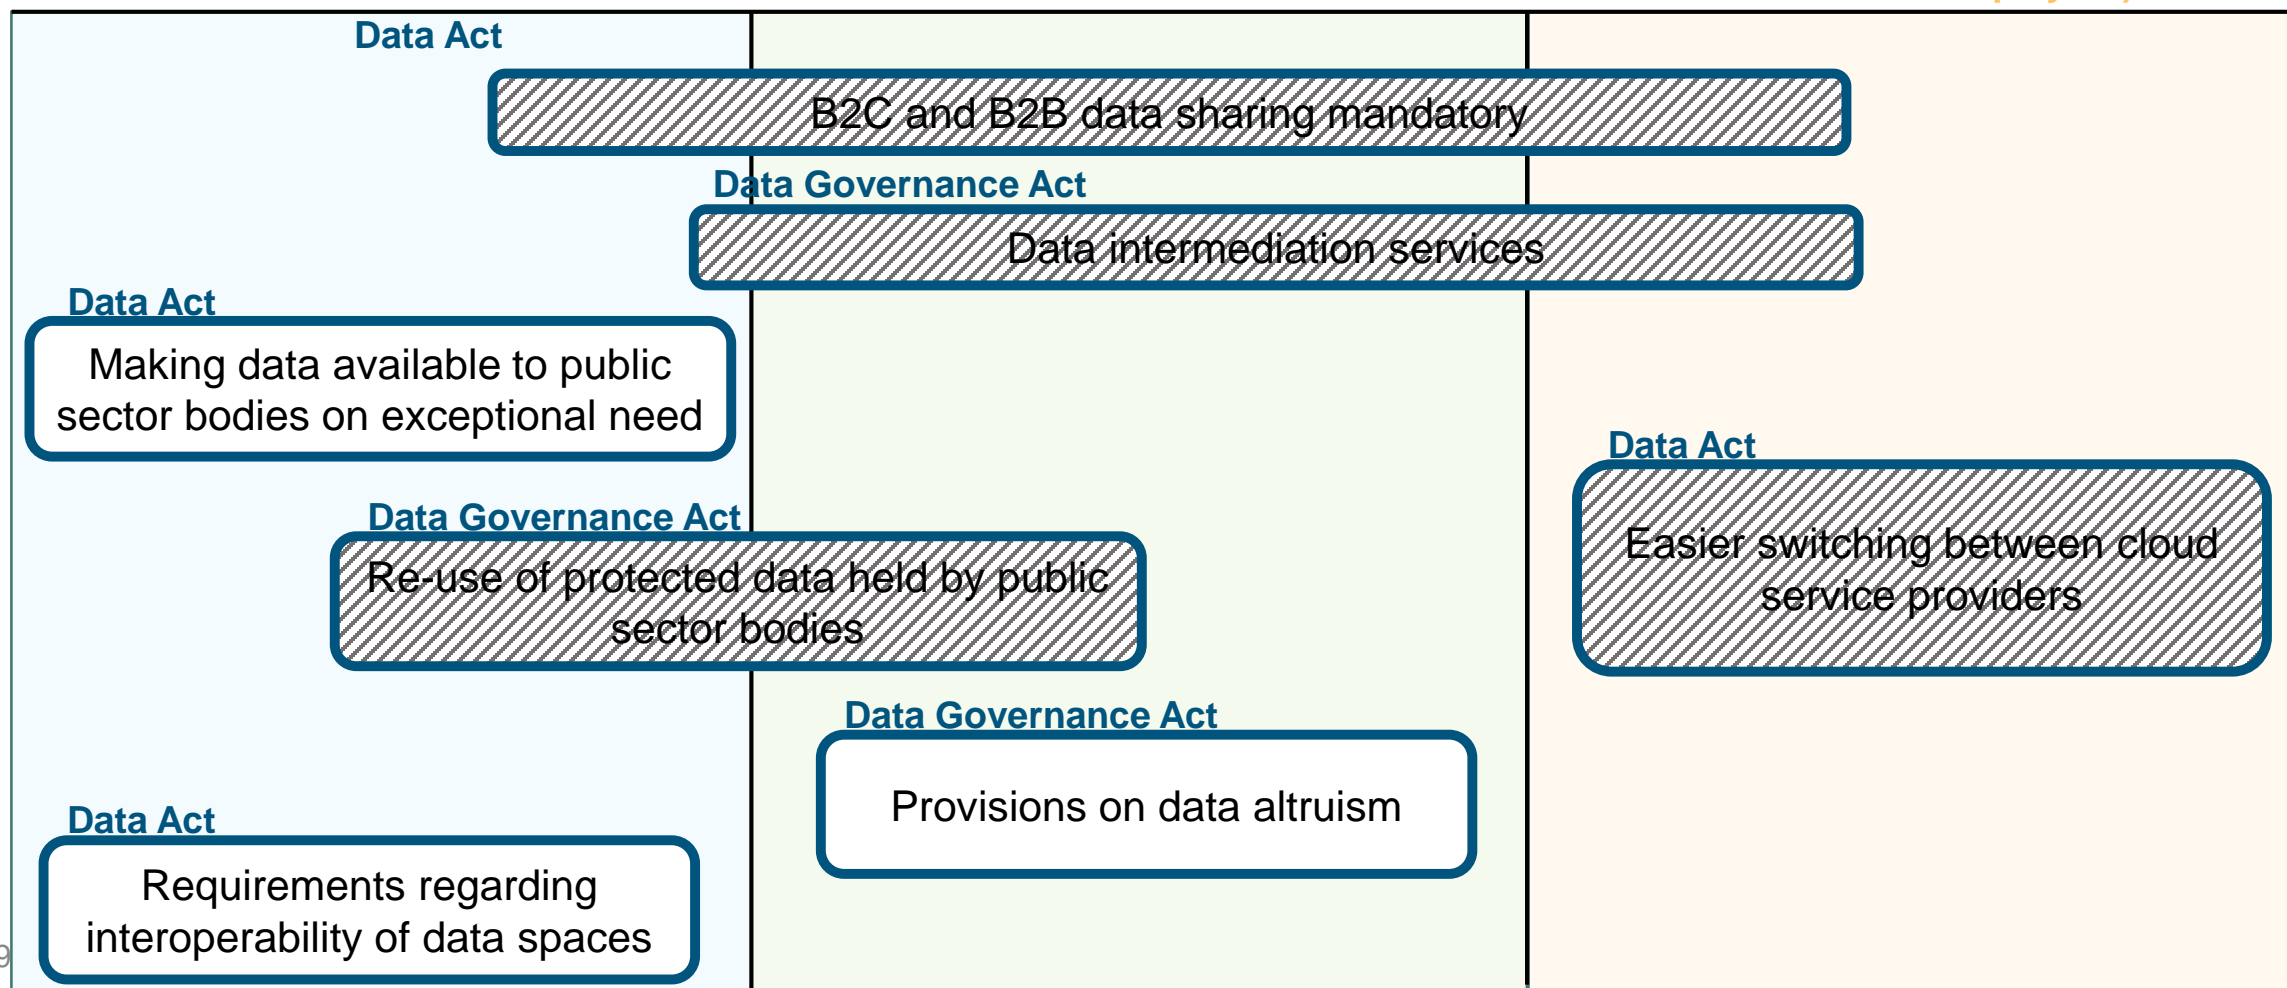 Data Act
B2C and B2B data sharing mandatory
Data Governance Act
Data intermediation services
Data Act
Making data available to public
sector bodies on exceptional need
Data Act
Easier switching between cloud
service providers
Data Governance Act
Re-use of protected data held by public
sector bodies
Data Governance Act
Provisions on data altruism
Data Act
Requirements regarding
interoperability of data spaces
9